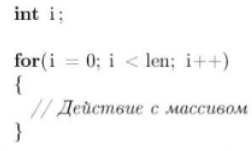 int i;
for(i = 0; i < len; i++)
{
// Действие с массивом
}